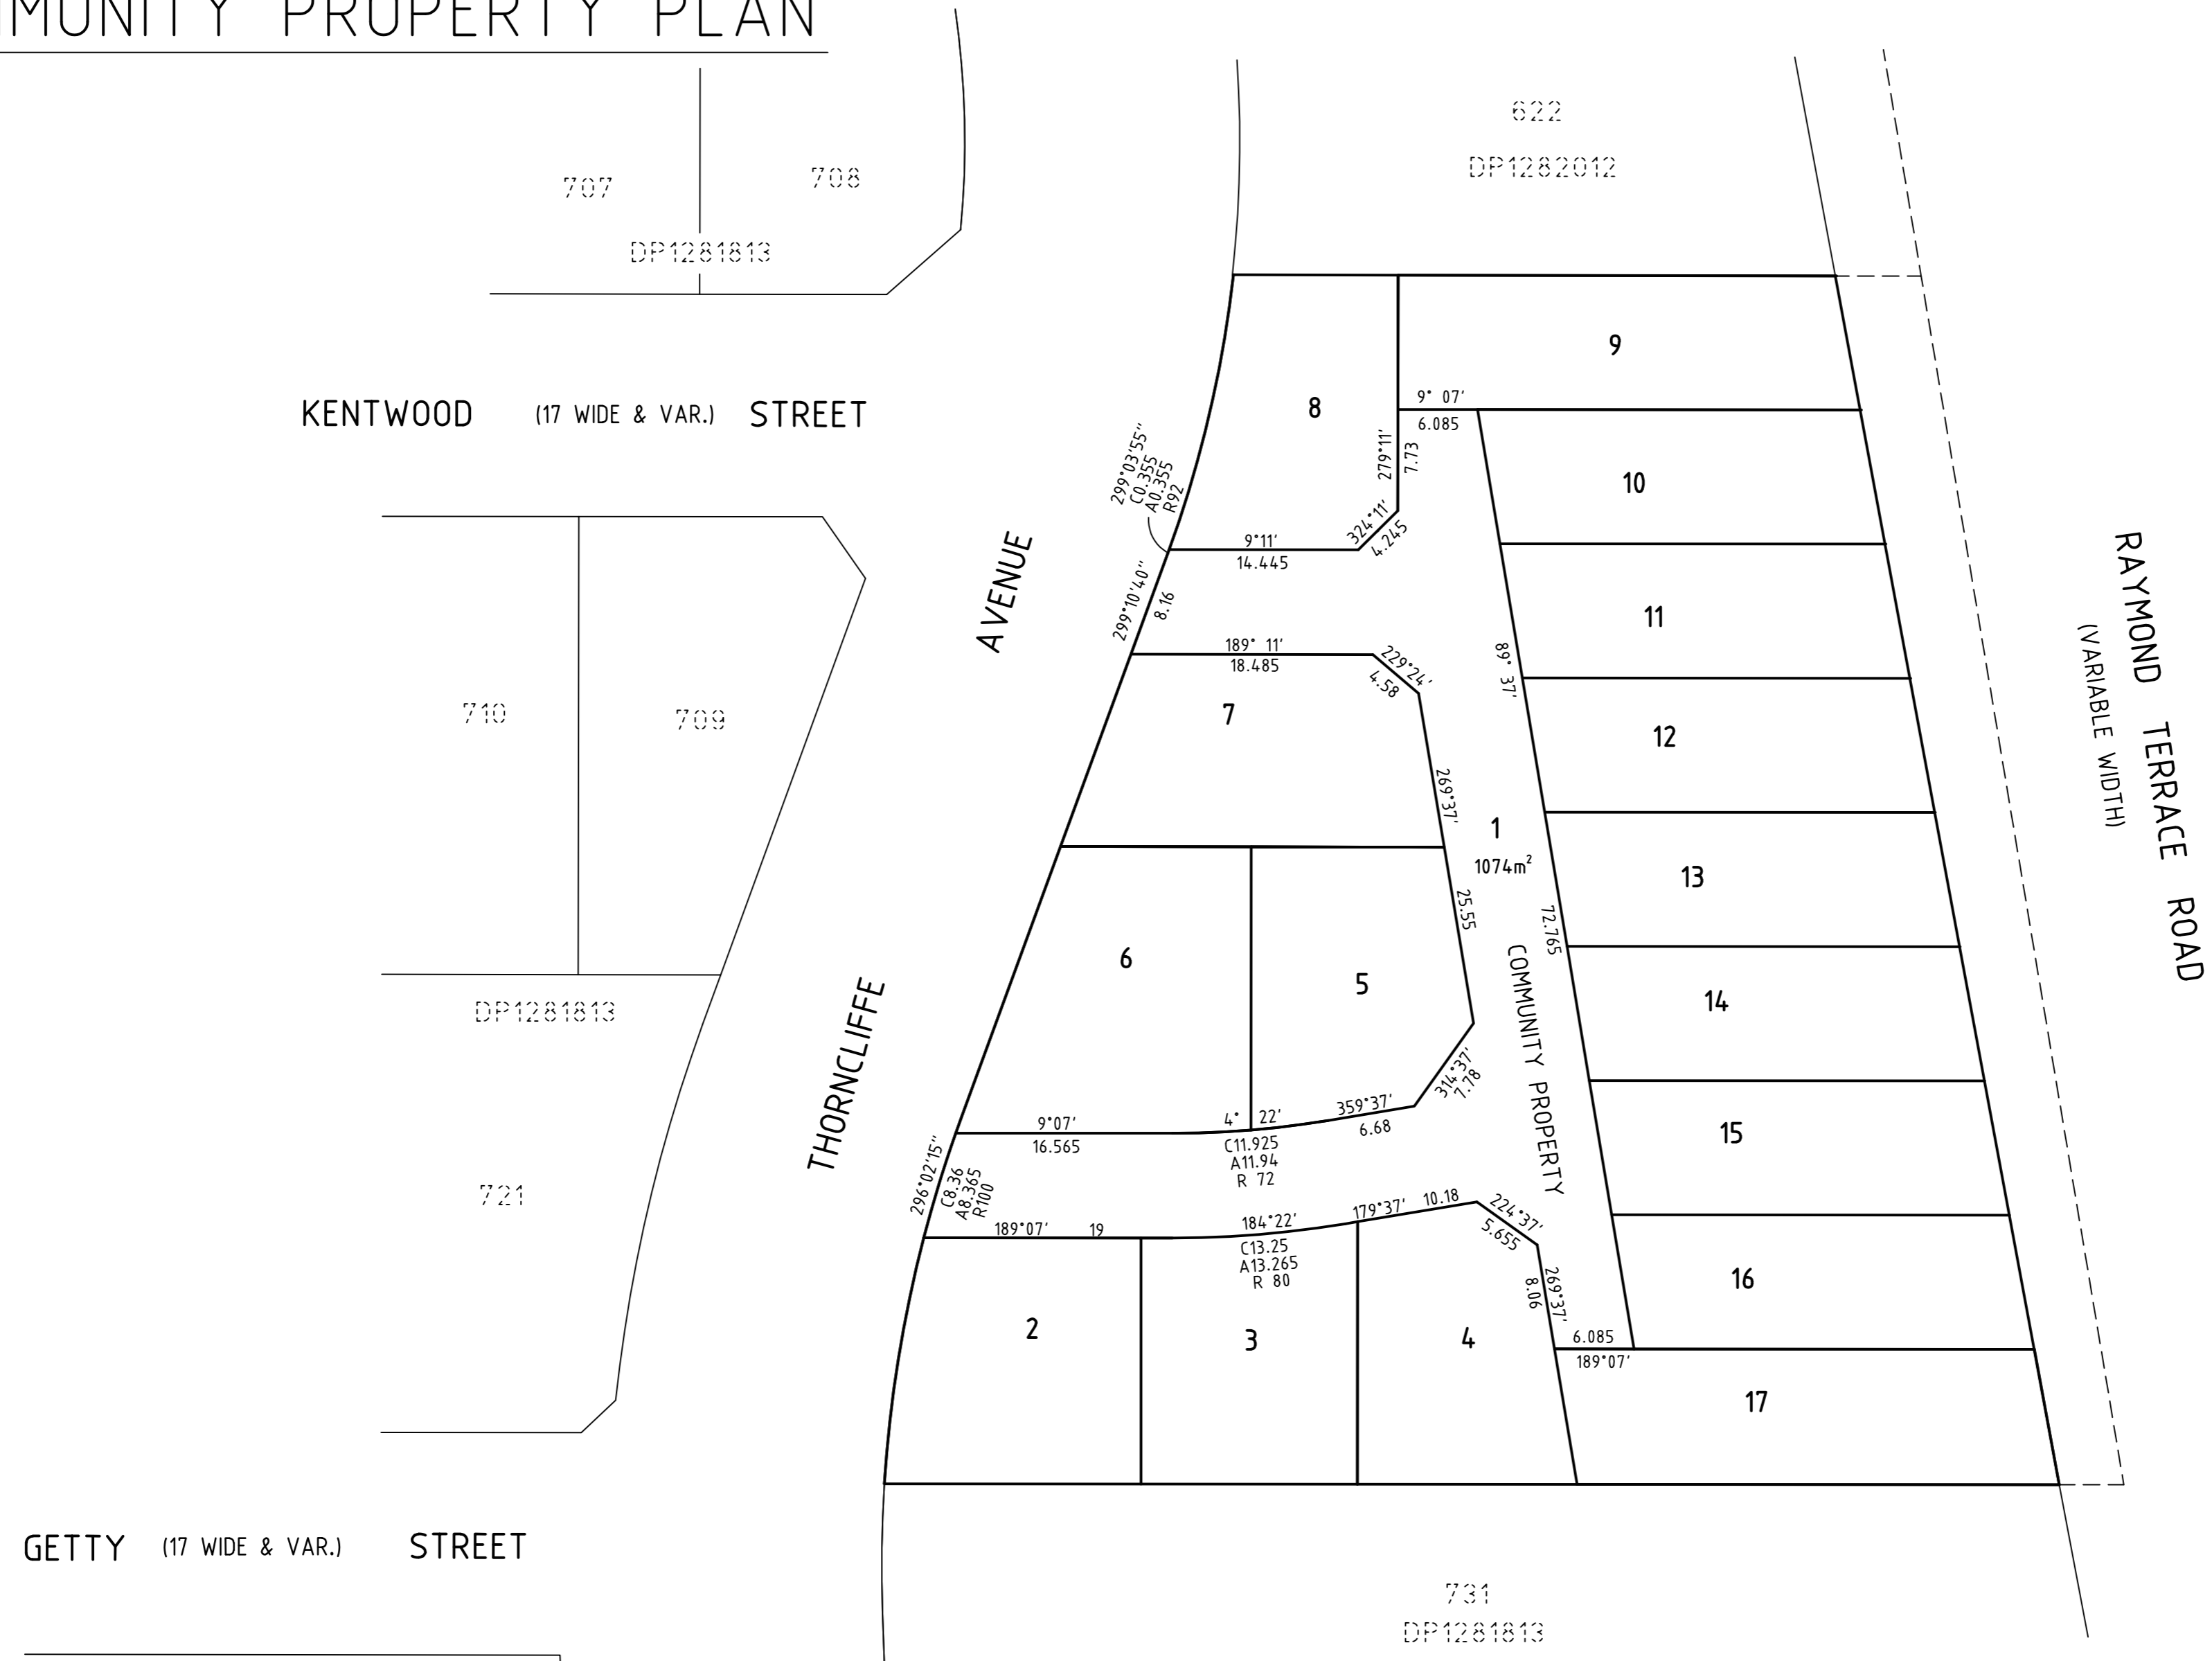 MUNITY PROPERTY PLAN
707
708
DP1281813
622
DP1282012
KENTWOOD (17 WIDE & VAR.) STREET
AVENUE
THORNCLIFFE
710
709
DP1281813
721
GETTY (17 WIDE & VAR.) STREET
731
DP1281813
RAYMOND TERRACE ROAD
(VARIABLE WIDTH)
8
9
9° 07'
6.085
279°11'
7.73
324°11'
4.245
299°03'55"
C0.355
A0.355
R92
9°11'
14.445
299°10'40"
8.16
189° 11'
18.485
229°24'
4.58
7
10
11
12
13
14
15
16
17
89° 37'
72.765
269°37'
25.55
1
1074m²
COMMUNITY PROPERTY
6
5
314°37'
7.78
9°07'
16.565
4° 22'
C11.925
A11.94
R 72
359°37'
6.68
296°02'15"
C8.36
A8.365
R100
189°07' 19
184°22'
C13.25
A13.265
R 80
179°37' 10.18
224°37'
5.655
269°37'
8.06
6.085
189°07'
2
3
4